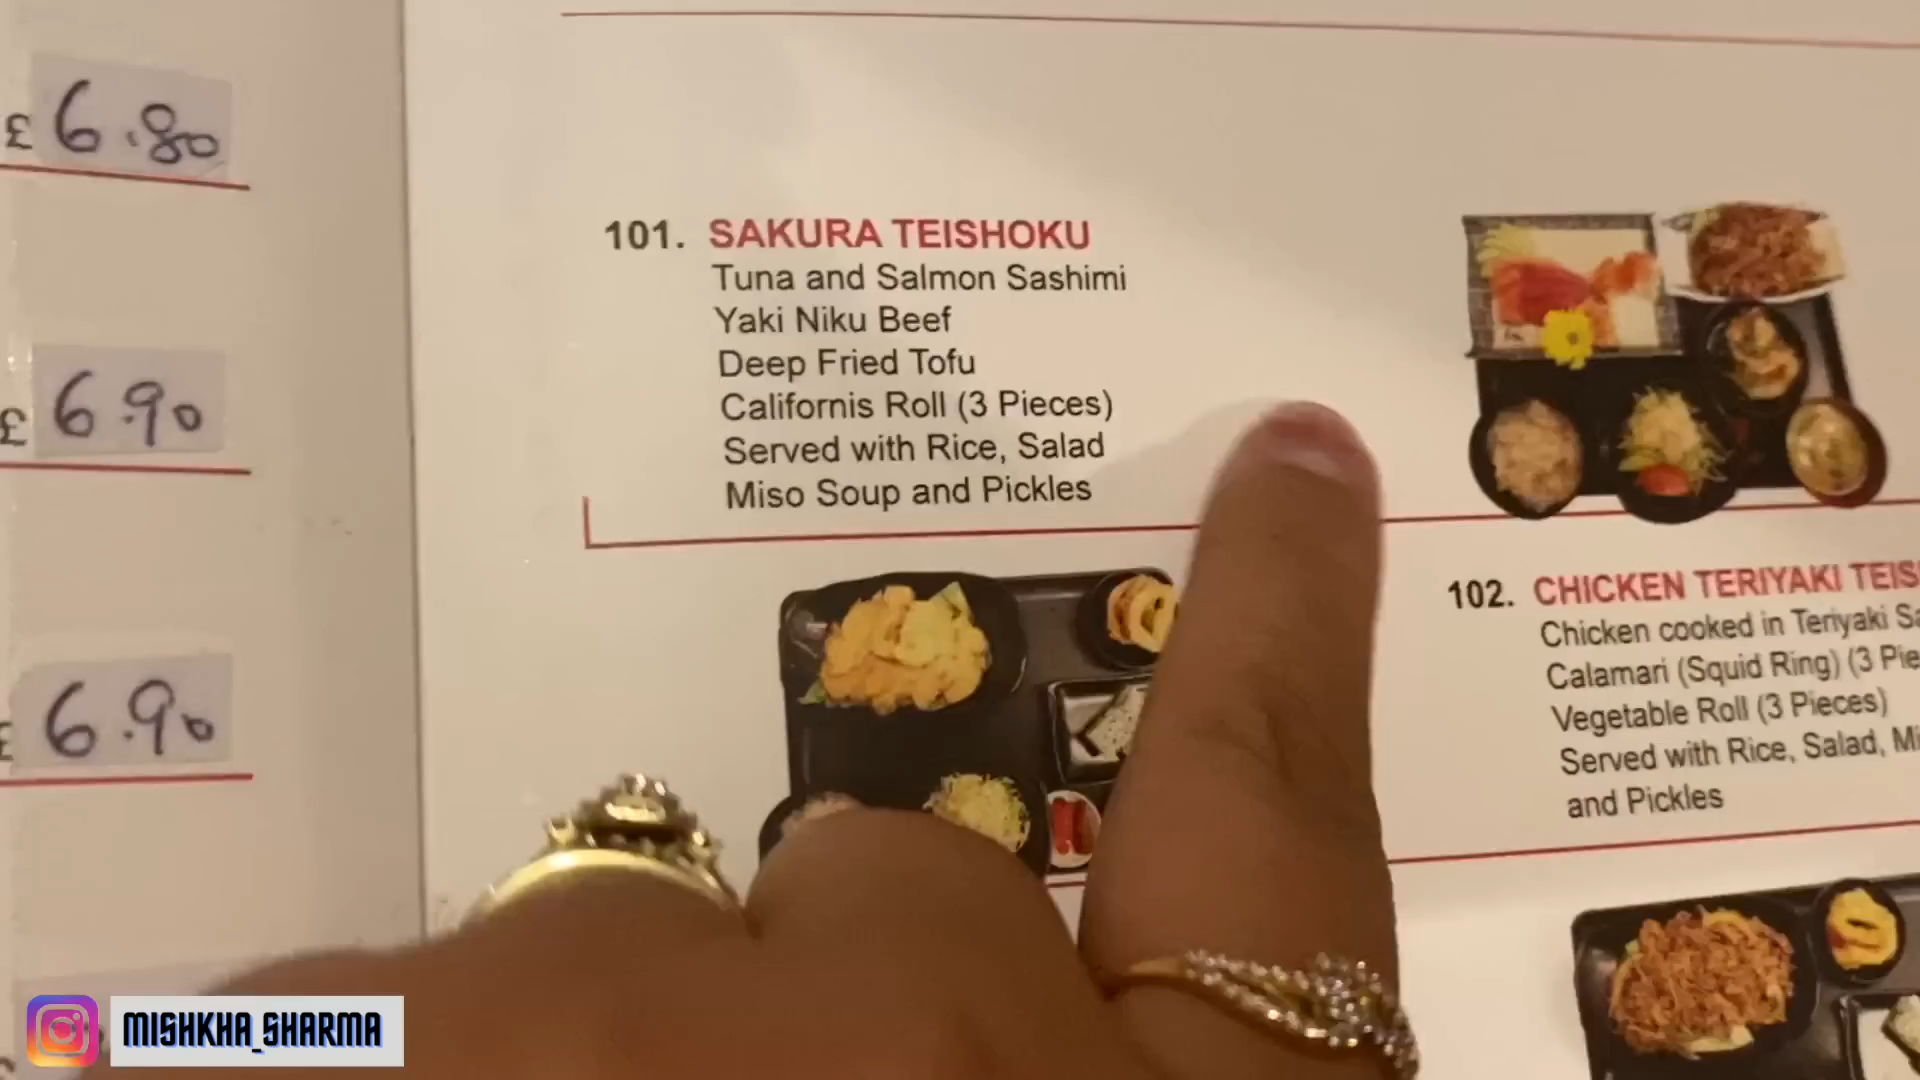 £ 6.80
£ 6.90
£ 6.90
101. SAKURA TEISHOKU
Tuna and Salmon Sashimi
Yaki Niku Beef
Deep Fried Tofu
Californis Roll (3 Pieces)
Served with Rice, Salad
Miso Soup and Pickles
102. CHICKEN TERIYAKI
Chicken cooked in Teriyaki
Calamari (Squid Ring) (3
Vegetable Roll (3 Pieces)
Served with Rice, Salad,
and Pickles
MISHKHA_SHARMA